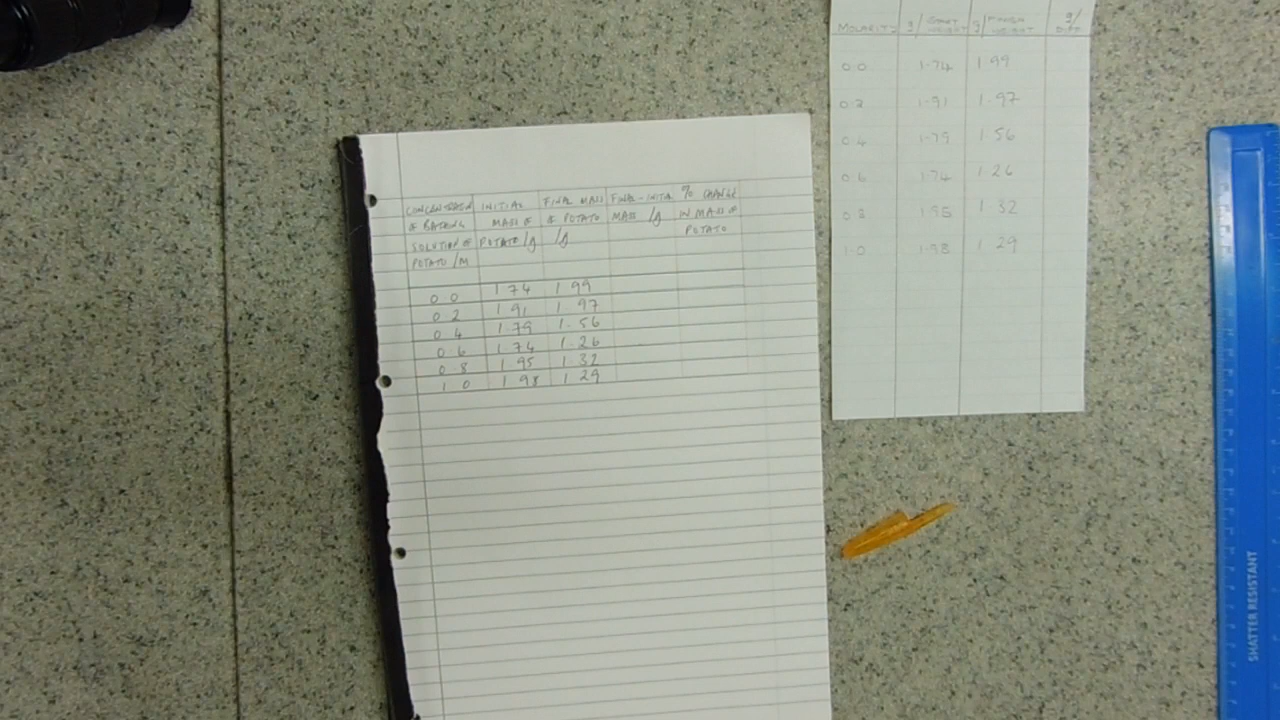 CONCENTRATION INITIAL FINAL MASS FINAL-INITIAL % CHANGE
OF BATHING MASS OF OF POTATO MASS /g IN MASS OF
SOLUTION OF POTATO /g /g POTATO
POTATO /M
0.0 1.74 1.99
0.2 1.91 1.97
0.4 1.79 1.56
0.6 1.74 1.26
0.8 1.95 1.32
1.0 1.98 1.29
MOLARITY g/ START WEIGHT g/ FINISH WEIGHT g/ DIFF
0.0 1.74 1.99
0.2 1.91 1.97
0.4 1.79 1.56
0.6 1.74 1.26
0.8 1.95 1.32
1.0 1.98 1.29
SHATTER RESISTANT